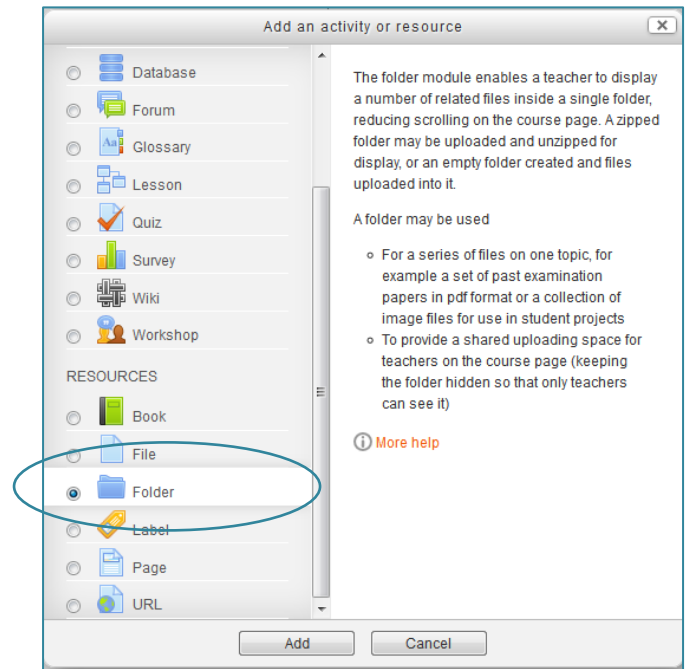 Add an activity or resource
Database
Forum
Aa
Glossary
Lesson
Quiz
Survey
Wiki
Workshop
RESOURCES
Book
File
Folder
Label
Page
URL
The folder module enables a teacher to display
a number of related files inside a single folder,
reducing scrolling on the course page. A zipped
folder may be uploaded and unzipped for
display, or an empty folder created and files
uploaded into it.
A folder may be used
For a series of files on one topic, for
example a set of past examination
papers in pdf format or a collection of
image files for use in student projects
To provide a shared uploading space for
teachers on the course page (keeping
the folder hidden so that only teachers
can see it)
More help
Add
Cancel